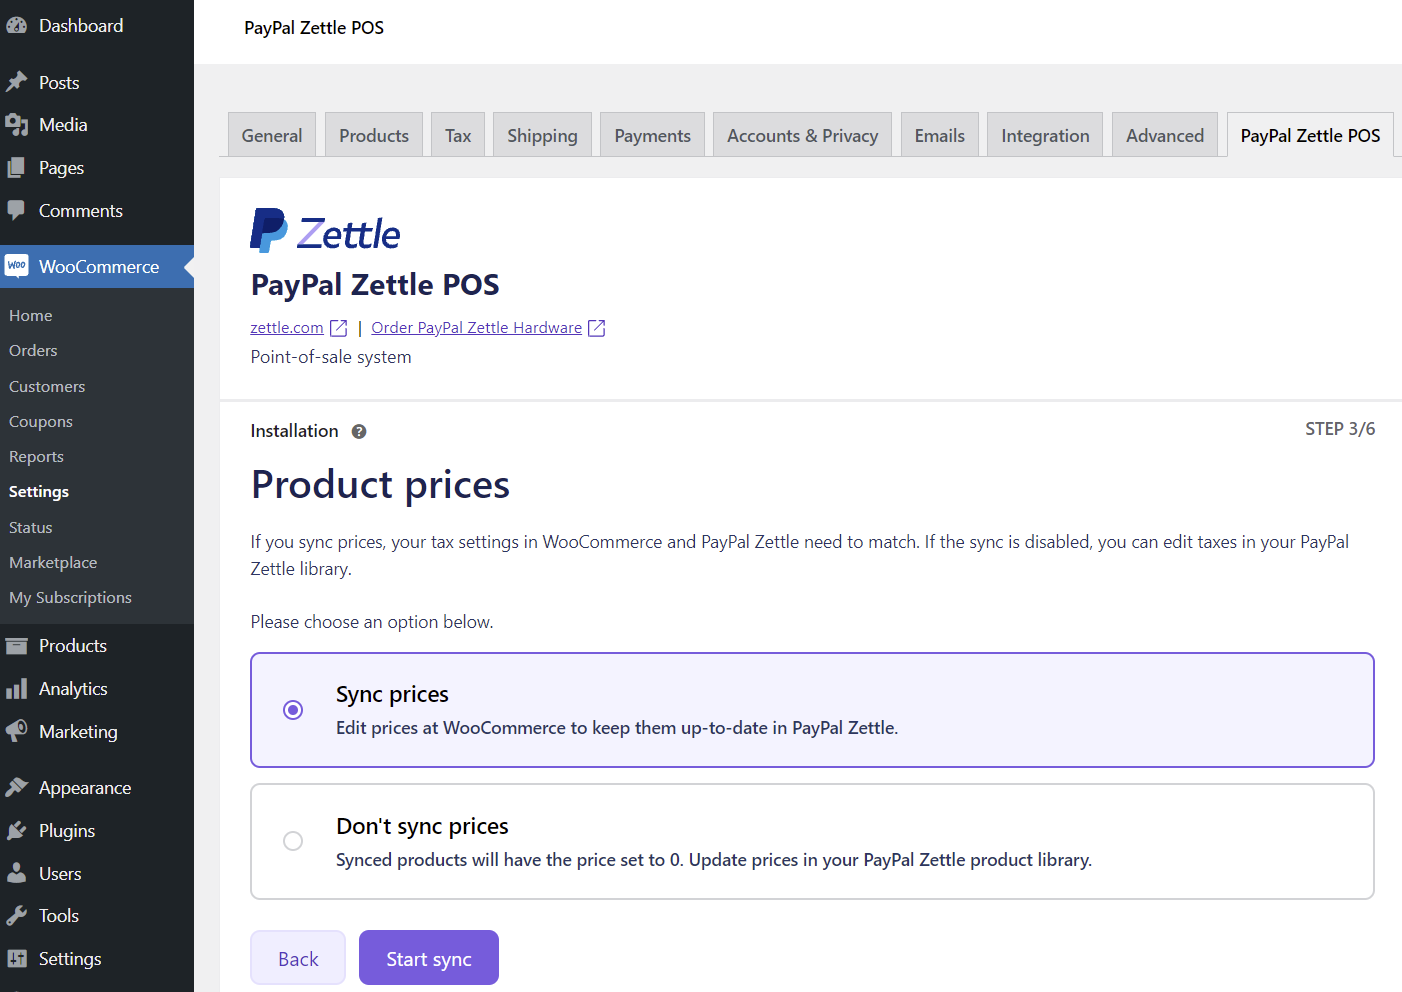 Dashboard
Posts
Media
Pages
Comments
Woo WooCommerce
Home
Orders
Customers
Coupons
Reports
Settings
Status
Marketplace
My Subscriptions
Products
Analytics
Marketing
Appearance
Plugins
Users
Tools
Settings
PayPal Zettle POS
General Products Tax Shipping Payments Accounts & Privacy Emails Integration Advanced PayPal Zettle POS
Zettle
PayPal Zettle POS
zettle.com | Order PayPal Zettle Hardware
Point-of-sale system
Installation ?
STEP 3/6
Product prices
If you sync prices, your tax settings in WooCommerce and PayPal Zettle need to match. If the sync is disabled, you can edit taxes in your PayPal
Zettle library.
Please choose an option below.
Sync prices
Edit prices at WooCommerce to keep them up-to-date in PayPal Zettle.
Don't sync prices
Synced products will have the price set to 0. Update prices in your PayPal Zettle product library.
Back Start sync